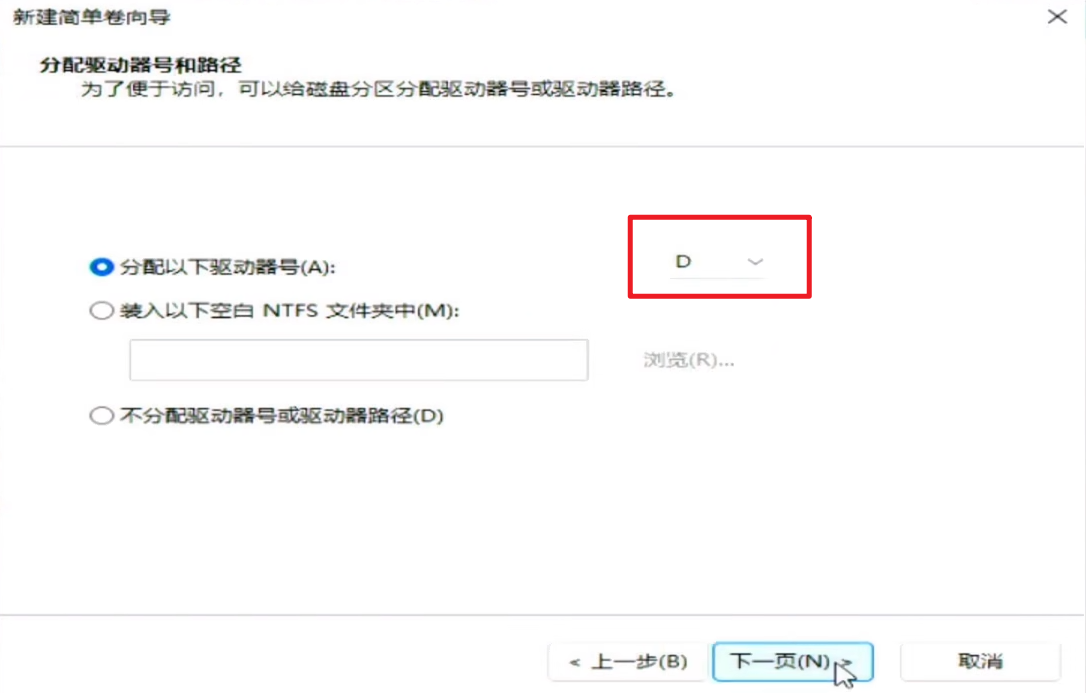 新建简单卷向导
分配驱动器号和路径
为了便于访问，可以给磁盘分区分配驱动器号或驱动器路径。
分配以下驱动器号(A): D
装入以下空白 NTFS 文件夹中(M):
浏览(R)...
不分配驱动器号或驱动器路径(D)
< 上一步(B) 下一页(N) > 取消